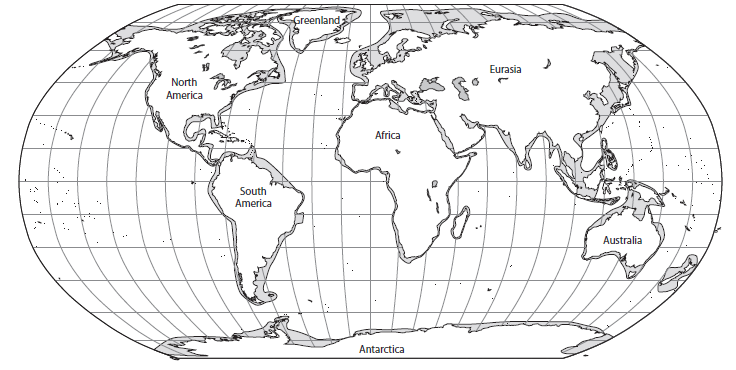 Greenland
Eurasia
North
America
Africa
South
America
Australia
Antarctica